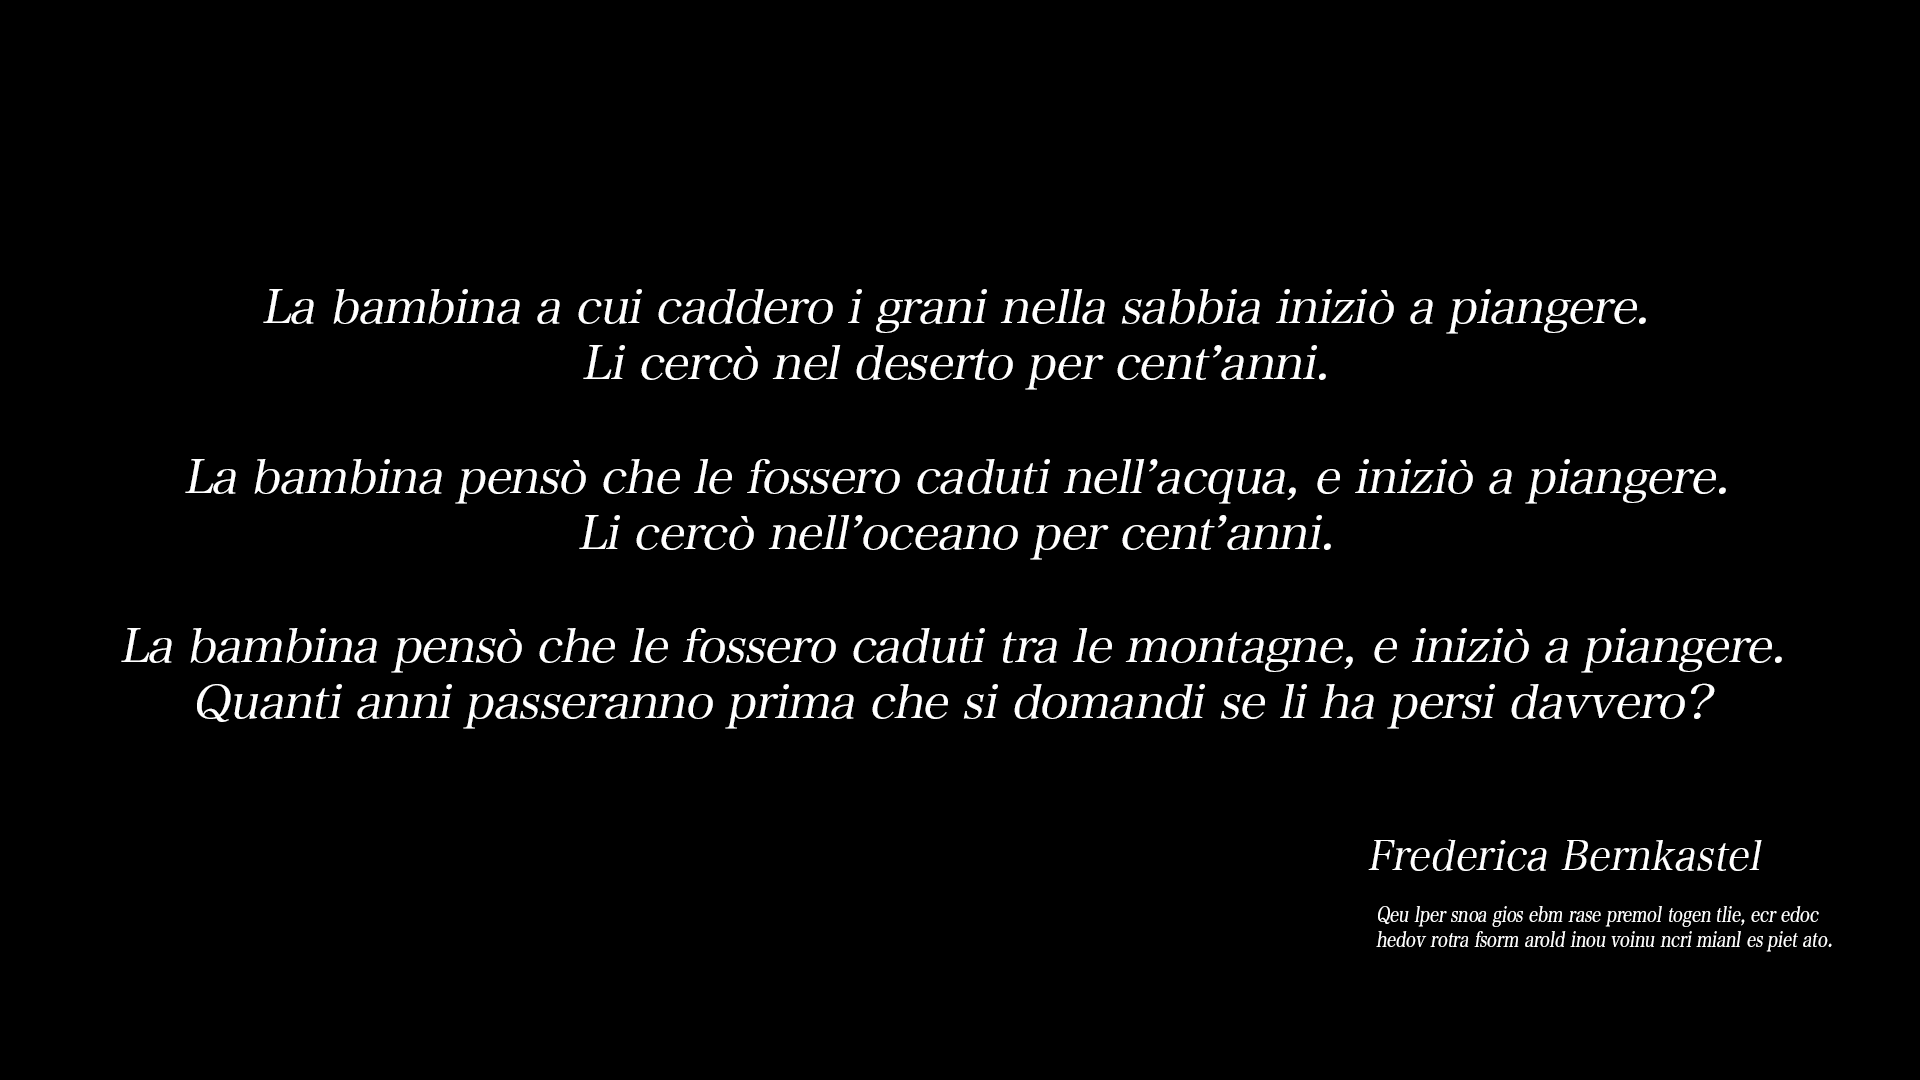 La bambina a cui caddero i grani nella sabbia iniziò a piangere.
Li cercò nel deserto per cent’anni.
La bambina pensò che le fossero caduti nell’acqua, e iniziò a piangere.
Li cercò nell’oceano per cent’anni.
La bambina pensò che le fossero caduti tra le montagne, e iniziò a piangere.
Quanti anni passeranno prima che si domandi se li ha persi davvero?
Frederica Bernkastel
Qeu lper snoa gios ebm rase premol togen tlie, ecr edoc
hedov rotra fsorm arold inou voinu ncri mianl es piet ato.